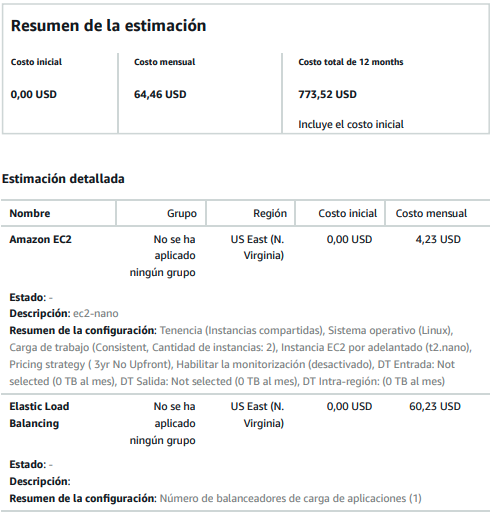 Resumen de la estimación
Costo inicial Costo mensual Costo total de 12 months
0,00 USD 64,46 USD 773,52 USD
Incluye el costo inicial
Estimación detallada
Nombre Grupo Región Costo inicial Costo mensual
Amazon EC2 No se ha US East (N. 0,00 USD 4,23 USD
aplicado Virginia)
ningún grupo
Estado: -
Descripción: ec2-nano
Resumen de la configuración: Tenencia (Instancias compartidas), Sistema operativo (Linux),
Carga de trabajo (Consistent, Cantidad de instancias: 2), Instancia EC2 por adelantado (t2.nano),
Pricing strategy ( 3yr No Upfront), Habilitar la monitorización (desactivado), DT Entrada: Not
selected (0 TB al mes), DT Salida: Not selected (0 TB al mes), DT Intra-región: (0 TB al mes)
Elastic Load No se ha US East (N. 0,00 USD 60,23 USD
Balancing aplicado Virginia)
ningún grupo
Estado: -
Descripción:
Resumen de la configuración: Número de balanceadores de carga de aplicaciones (1)